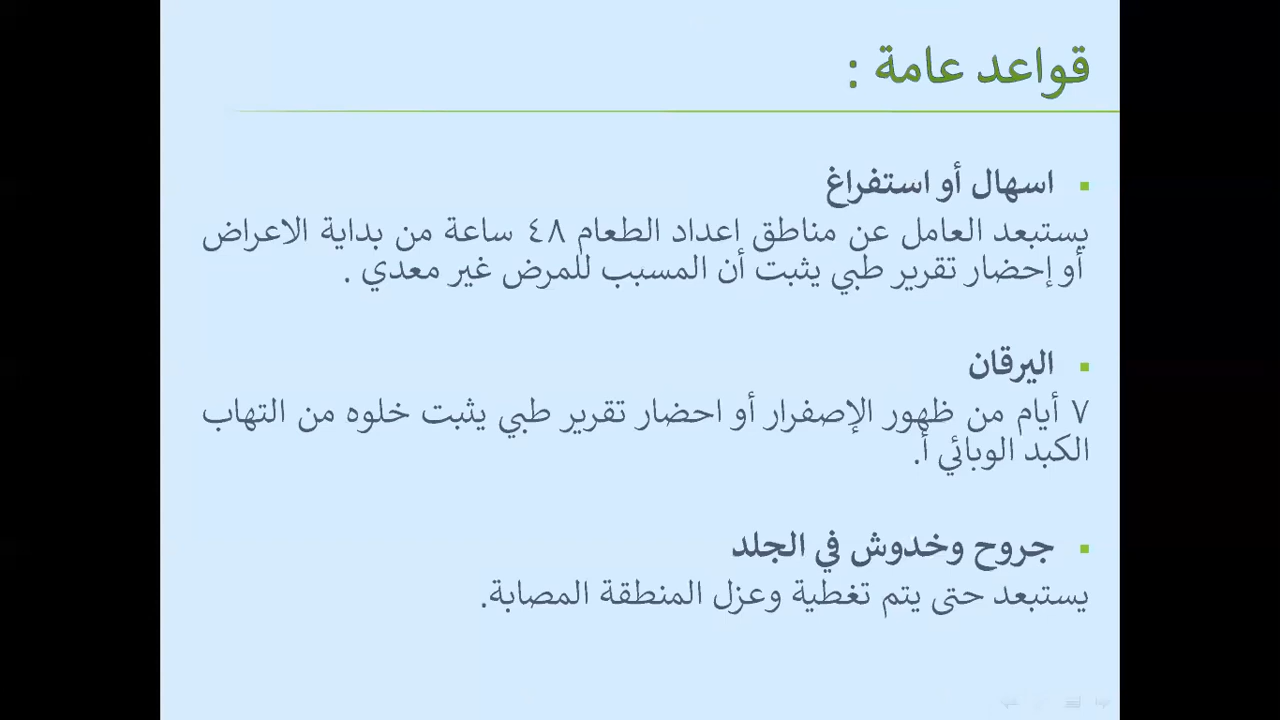 قواعد عامة :
اسهال أو استفراغ
يستبعد العامل عن مناطق اعداد الطعام ٤٨ ساعة من بداية الاعراض
أو إحضار تقرير طبي يثبت أن المسبب للمرض غير معدي .
اليرقان
٧ أيام من ظهور الإصفرار أو احضار تقرير طبي يثبت خلوه من التهاب
الكبد الوبائي أ.
جروح وخدوش في الجلد
يستبعد حتى يتم تغطية وعزل المنطقة المصابة.